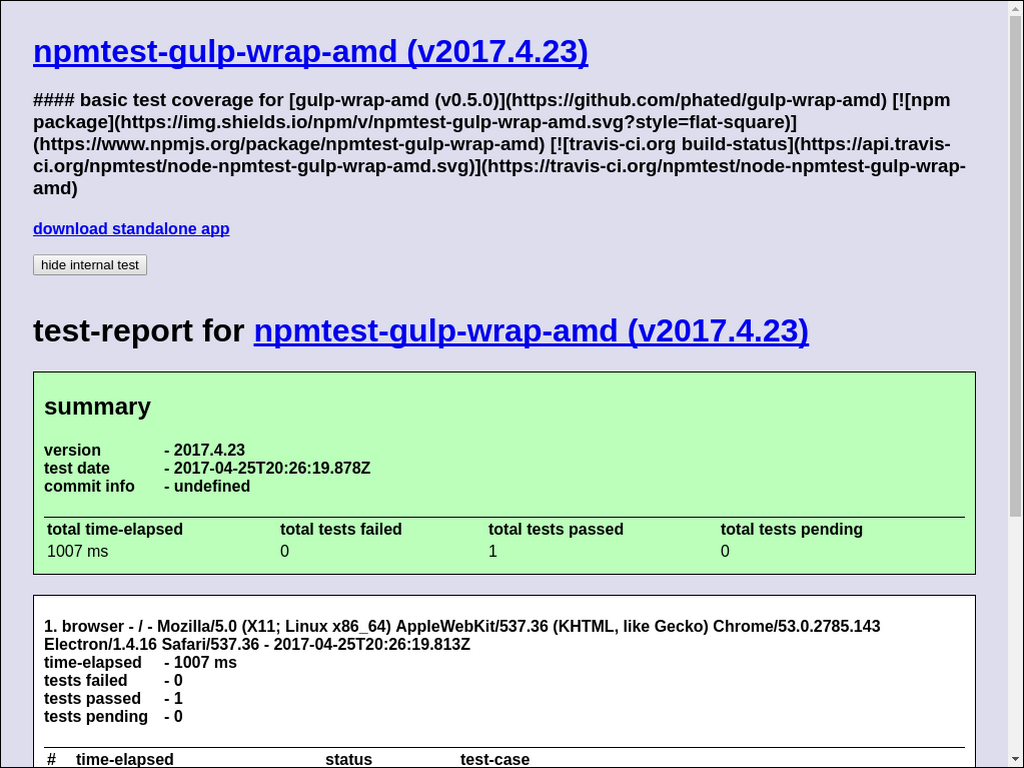 npmtest-gulp-wrap-amd (v2017.4.23)
#### basic test coverage for [gulp-wrap-amd (v0.5.0)](https://github.com/phated/gulp-wrap-amd) [![npm
package](https://img.shields.io/npm/v/npmtest-gulp-wrap-amd.svg?style=flat-square)]
(https://www.npmjs.org/package/npmtest-gulp-wrap-amd) [![travis-ci.org build-status](https://api.travis-
ci.org/npmtest/node-npmtest-gulp-wrap-amd.svg)](https://travis-ci.org/npmtest/node-npmtest-gulp-wrap-
amd)
download standalone app
hide internal test
test-report for npmtest-gulp-wrap-amd (v2017.4.23)
summary
version - 2017.4.23
test date - 2017-04-25T20:26:19.878Z
commit info - undefined
total time-elapsed total tests failed total tests passed total tests pending
1007 ms 0 1 0
1. browser - / - Mozilla/5.0 (X11; Linux x86_64) AppleWebKit/537.36 (KHTML, like Gecko) Chrome/53.0.2785.143
Electron/1.4.16 Safari/537.36 - 2017-04-25T20:26:19.813Z
time-elapsed - 1007 ms
tests failed - 0
tests passed - 1
tests pending - 0
# time-elapsed status test-case